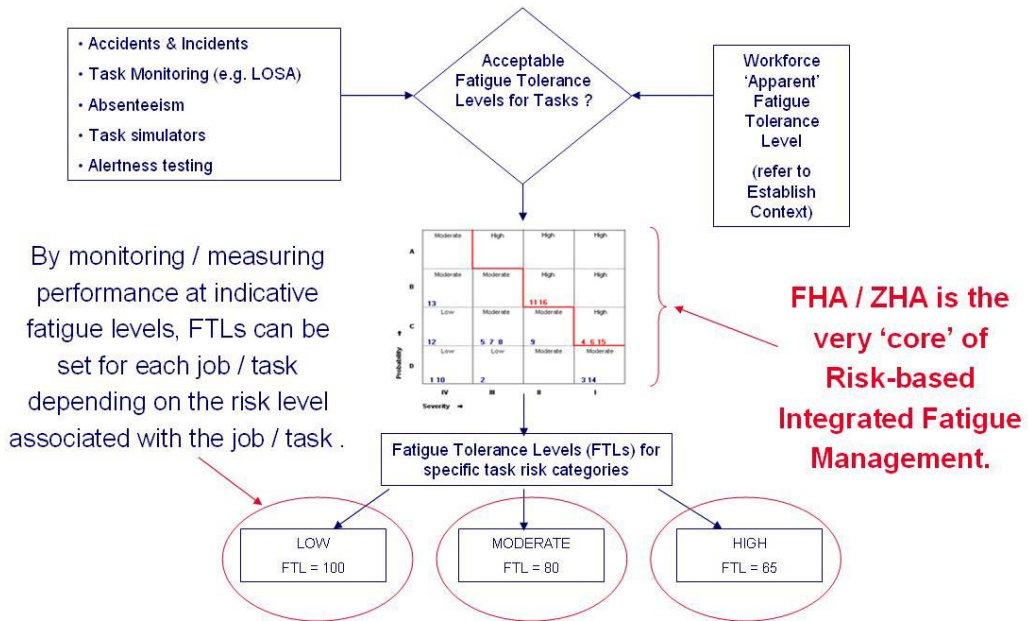 • Accidents & Incidents
• Task Monitoring (e.g. LOSA)
• Absenteeism
• Task simulators
• Alertness testing
Acceptable
Fatigue Tolerance
Levels for Tasks ?
Workforce
‘Apparent’
Fatigue
Tolerance
Level
(refer to
Establish
Context)
By monitoring / measuring
performance at indicative
fatigue levels, FTLs can be
set for each job / task
depending on the risk level
associated with the job / task .
Moderate High High High
A
Moderate Moderate High High
B
13 11 16
Low Moderate Moderate High
C
12 5 7 8 9 4 6 15
Low Low Moderate Moderate
D
1 10 2 3 14
Probability →
IV III II I
Severity →
FHA / ZHA is the
very ‘core’ of
Risk-based
Integrated Fatigue
Management.
Fatigue Tolerance Levels (FTLs) for
specific task risk categories
LOW
FTL = 100
MODERATE
FTL = 80
HIGH
FTL = 65